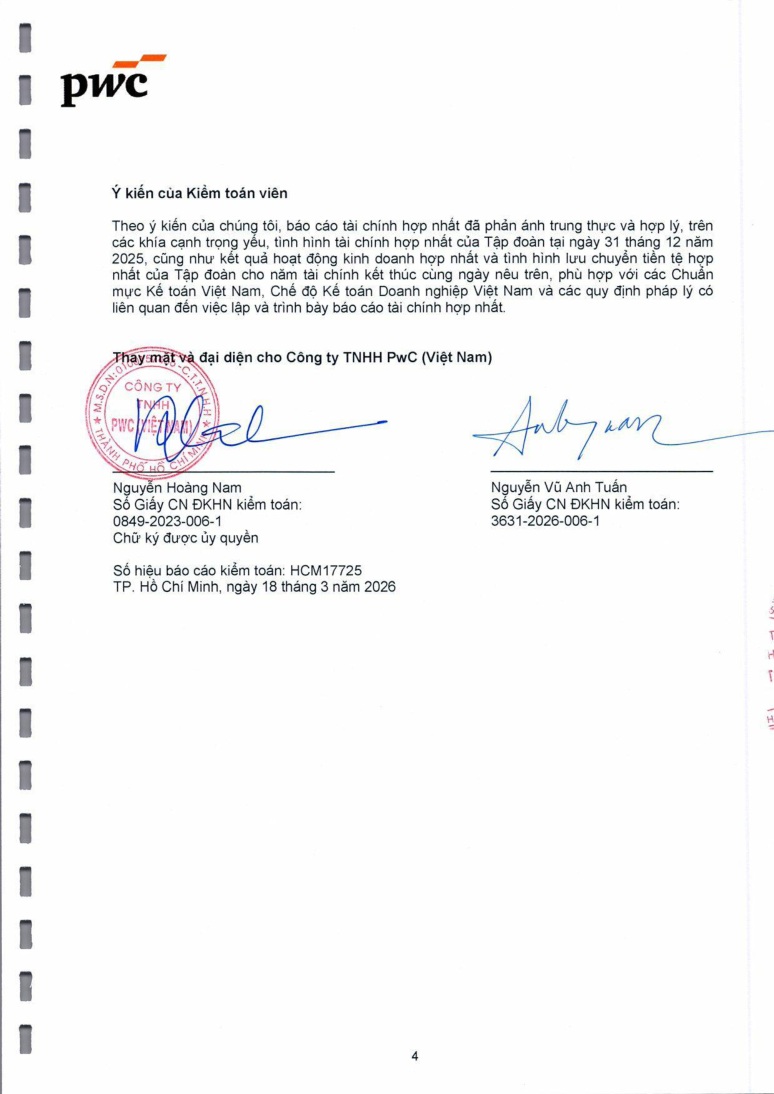 pwc
Ý kiến của Kiểm toán viên
Theo ý kiến của chúng tôi, báo cáo tài chính hợp nhất đã phản ánh trung thực và hợp lý, trên
các khía cạnh trọng yếu, tình hình tài chính hợp nhất của Tập đoàn tại ngày 31 tháng 12 năm
2025, cũng như kết quả hoạt động kinh doanh hợp nhất và tình hình lưu chuyển tiền tệ hợp
nhất của Tập đoàn cho năm tài chính kết thúc cùng ngày nêu trên, phù hợp với các Chuẩn
mực Kế toán Việt Nam, Chế độ Kế toán Doanh nghiệp Việt Nam và các quy định pháp lý có
liên quan đến việc lập và trình bày báo cáo tài chính hợp nhất.
Thay mặt và đại diện cho Công ty TNHH PwC (Việt Nam)
CÔNG TY
TNHH
PWC (VIỆT NAM)
THÀNH PHỐ HỒ CHÍ MINH
Nguyễn Hoàng Nam
Số Giấy CN ĐKHN kiểm toán:
0849-2023-006-1
Chữ ký được ủy quyền
Nguyễn Vũ Anh Tuấn
Số Giấy CN ĐKHN kiểm toán:
3631-2026-006-1
Số hiệu báo cáo kiểm toán: HCM17725
TP. Hồ Chí Minh, ngày 18 tháng 3 năm 2026
4